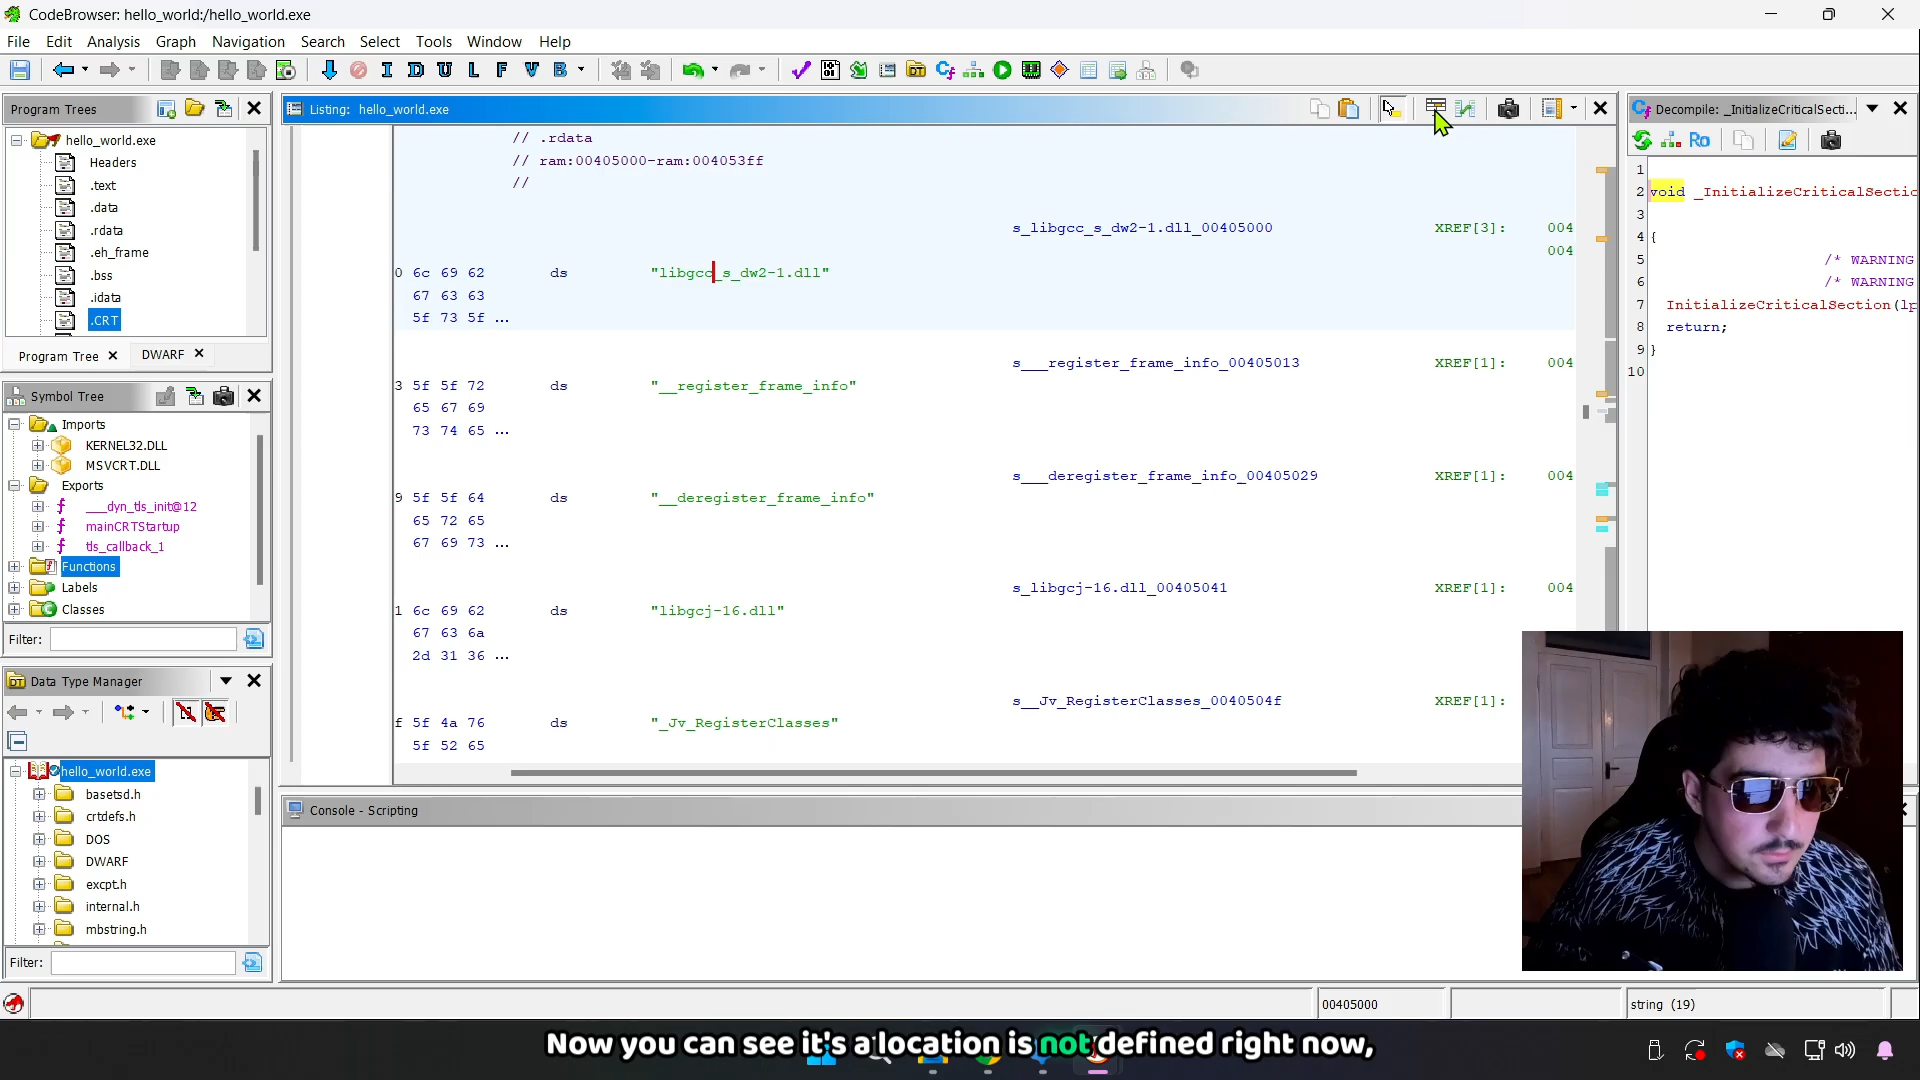 CodeBrowser: hello_world:/hello_world.exe
File Edit Analysis Graph Navigation Search Select Tools Window Help
I D U L F V B
Program Trees
hello_world.exe
Headers
.text
.data
.rdata
.eh_frame
.bss
.idata
.CRT
Program Tree
DWARF
Symbol Tree
Imports
KERNEL32.DLL
MSVCRT.DLL
Exports
___dyn_tls_init@12
mainCRTStartup
tls_callback_1
Functions
Labels
Classes
Filter:
Data Type Manager
hello_world.exe
basetsd.h
crtdefs.h
DOS
DWARF
excpt.h
internal.h
mbstring.h
Filter:
Listing: hello_world.exe
// .rdata
// ram:00405000-ram:004053ff
//
s_libgcc_s_dw2-1.dll_00405000 XREF[3]: 004
004
0 6c 69 62 ds "libgcc_s_dw2-1.dll"
67 63 63
5f 73 5f ...
s___register_frame_info_00405013 XREF[1]: 004
3 5f 5f 72 ds "__register_frame_info"
65 67 69
73 74 65 ...
s___deregister_frame_info_00405029 XREF[1]: 004
9 5f 5f 64 ds "__deregister_frame_info"
65 72 65
67 69 73 ...
s_libgcj-16.dll_00405041 XREF[1]: 004
1 6c 69 62 ds "libgcj-16.dll"
67 63 6a
2d 31 36 ...
s__Jv_RegisterClasses_0040504f XREF[1]:
f 5f 4a 76 ds "_Jv_RegisterClasses"
5f 52 65
Console - Scripting
Decompile: _InitializeCriticalSecti...
Ro
1
2 void _InitializeCriticalSectio
3
4 {
5 /* WARNING
6 /* WARNING
7 InitializeCriticalSection(lp
8 return;
9 }
10
00405000
string (19)
Now you can see it's a location is not defined right now,